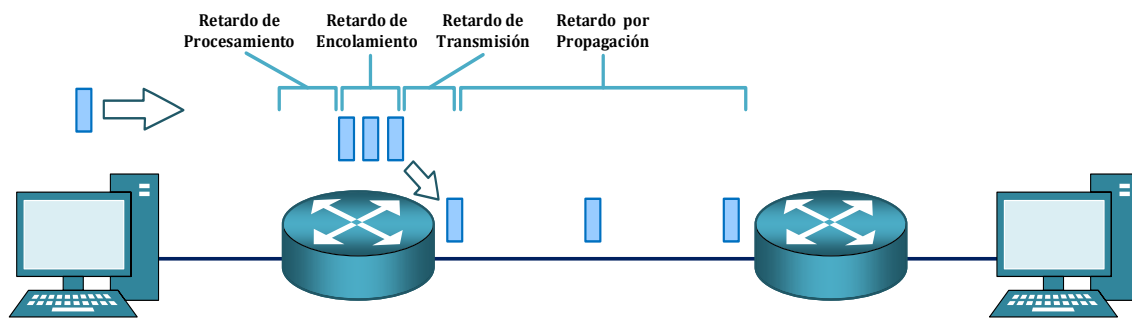 Retardo de
Procesamiento
Retardo de
Encolamiento
Retardo de
Transmisión
Retardo por
Propagación